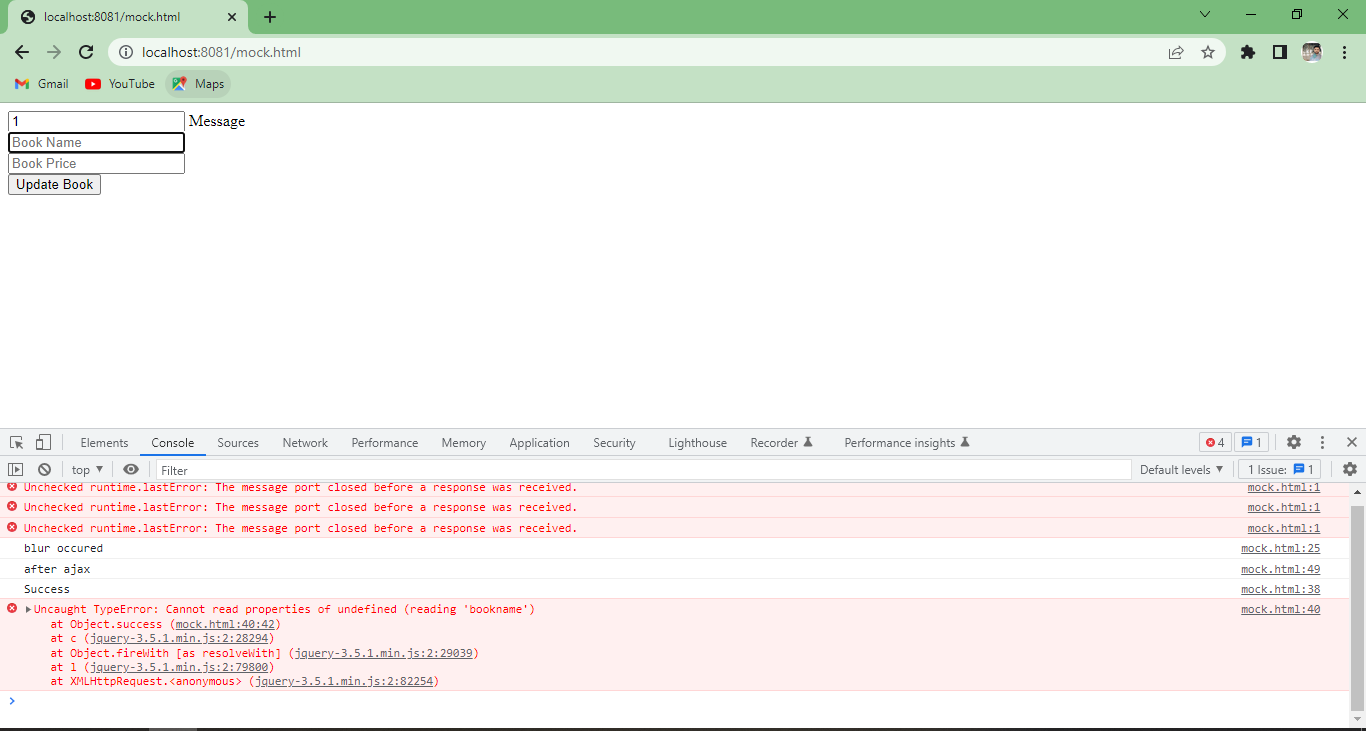 localhost:8081/mock.html
localhost:8081/mock.html
Gmail YouTube Maps
1 Message
Book Name
Book Price
Update Book
Elements Console Sources Network Performance Memory Application Security Lighthouse Recorder Performance insights 4 1
top Filter Default levels 1 Issue: 1
Unchecked runtime.lastError: The message port closed before a response was received. mock.html:1
Unchecked runtime.lastError: The message port closed before a response was received. mock.html:1
Unchecked runtime.lastError: The message port closed before a response was received. mock.html:1
blur occured mock.html:25
after ajax mock.html:49
Success mock.html:38
Uncaught TypeError: Cannot read properties of undefined (reading 'bookname') mock.html:40
at Object.success (mock.html:40:42)
at c (jquery-3.5.1.min.js:2:28294)
at Object.fireWith [as resolveWith] (jquery-3.5.1.min.js:2:29039)
at l (jquery-3.5.1.min.js:2:79800)
at XMLHttpRequest.<anonymous> (jquery-3.5.1.min.js:2:82254)